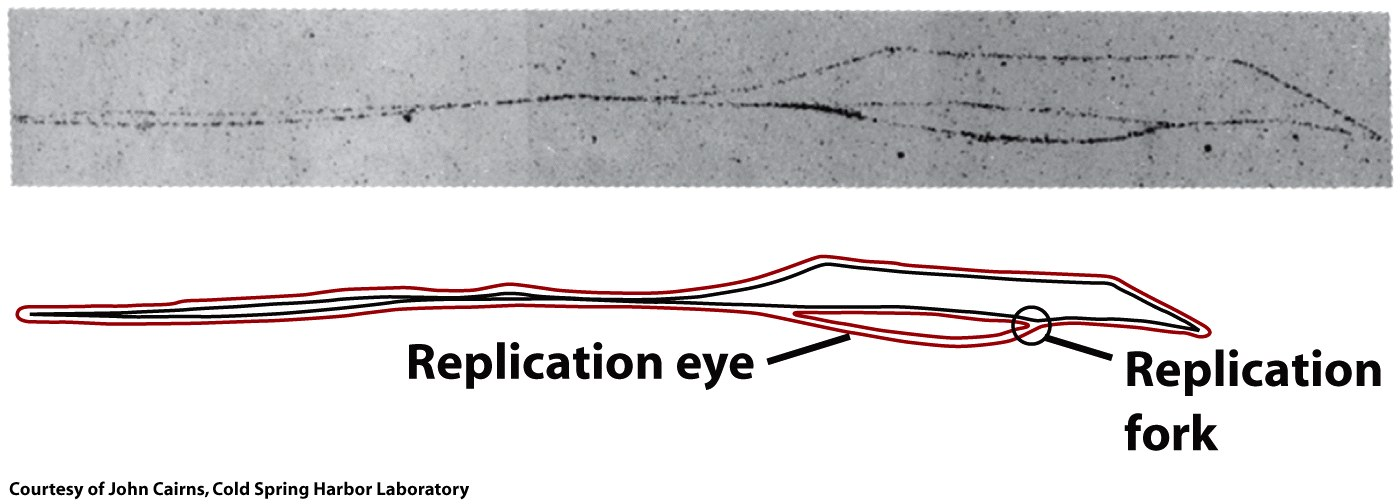 Replication eye
Replication
fork
Courtesy of John Cairns, Cold Spring Harbor Laboratory